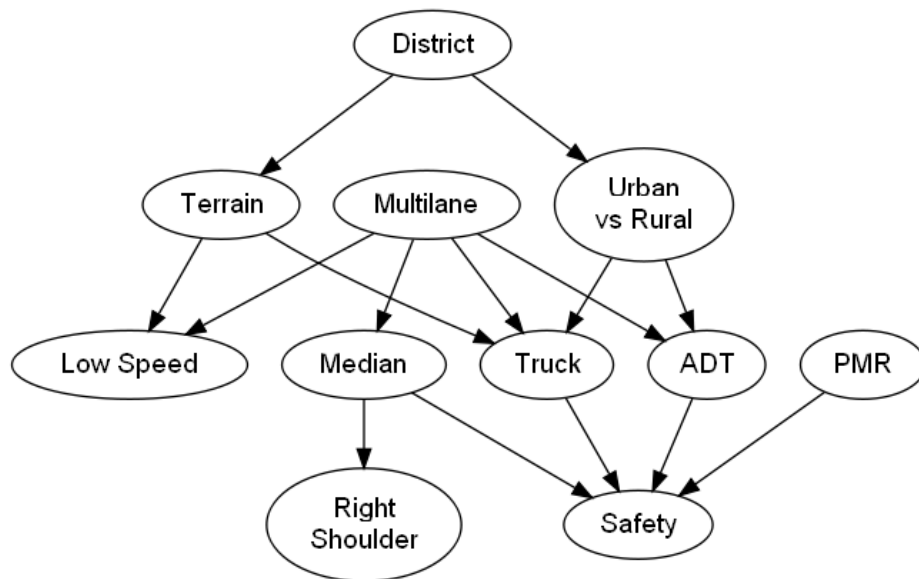 District
Terrain
Multilane
Urban
vs Rural
Low Speed
Median
Truck
ADT
PMR
Right
Shoulder
Safety